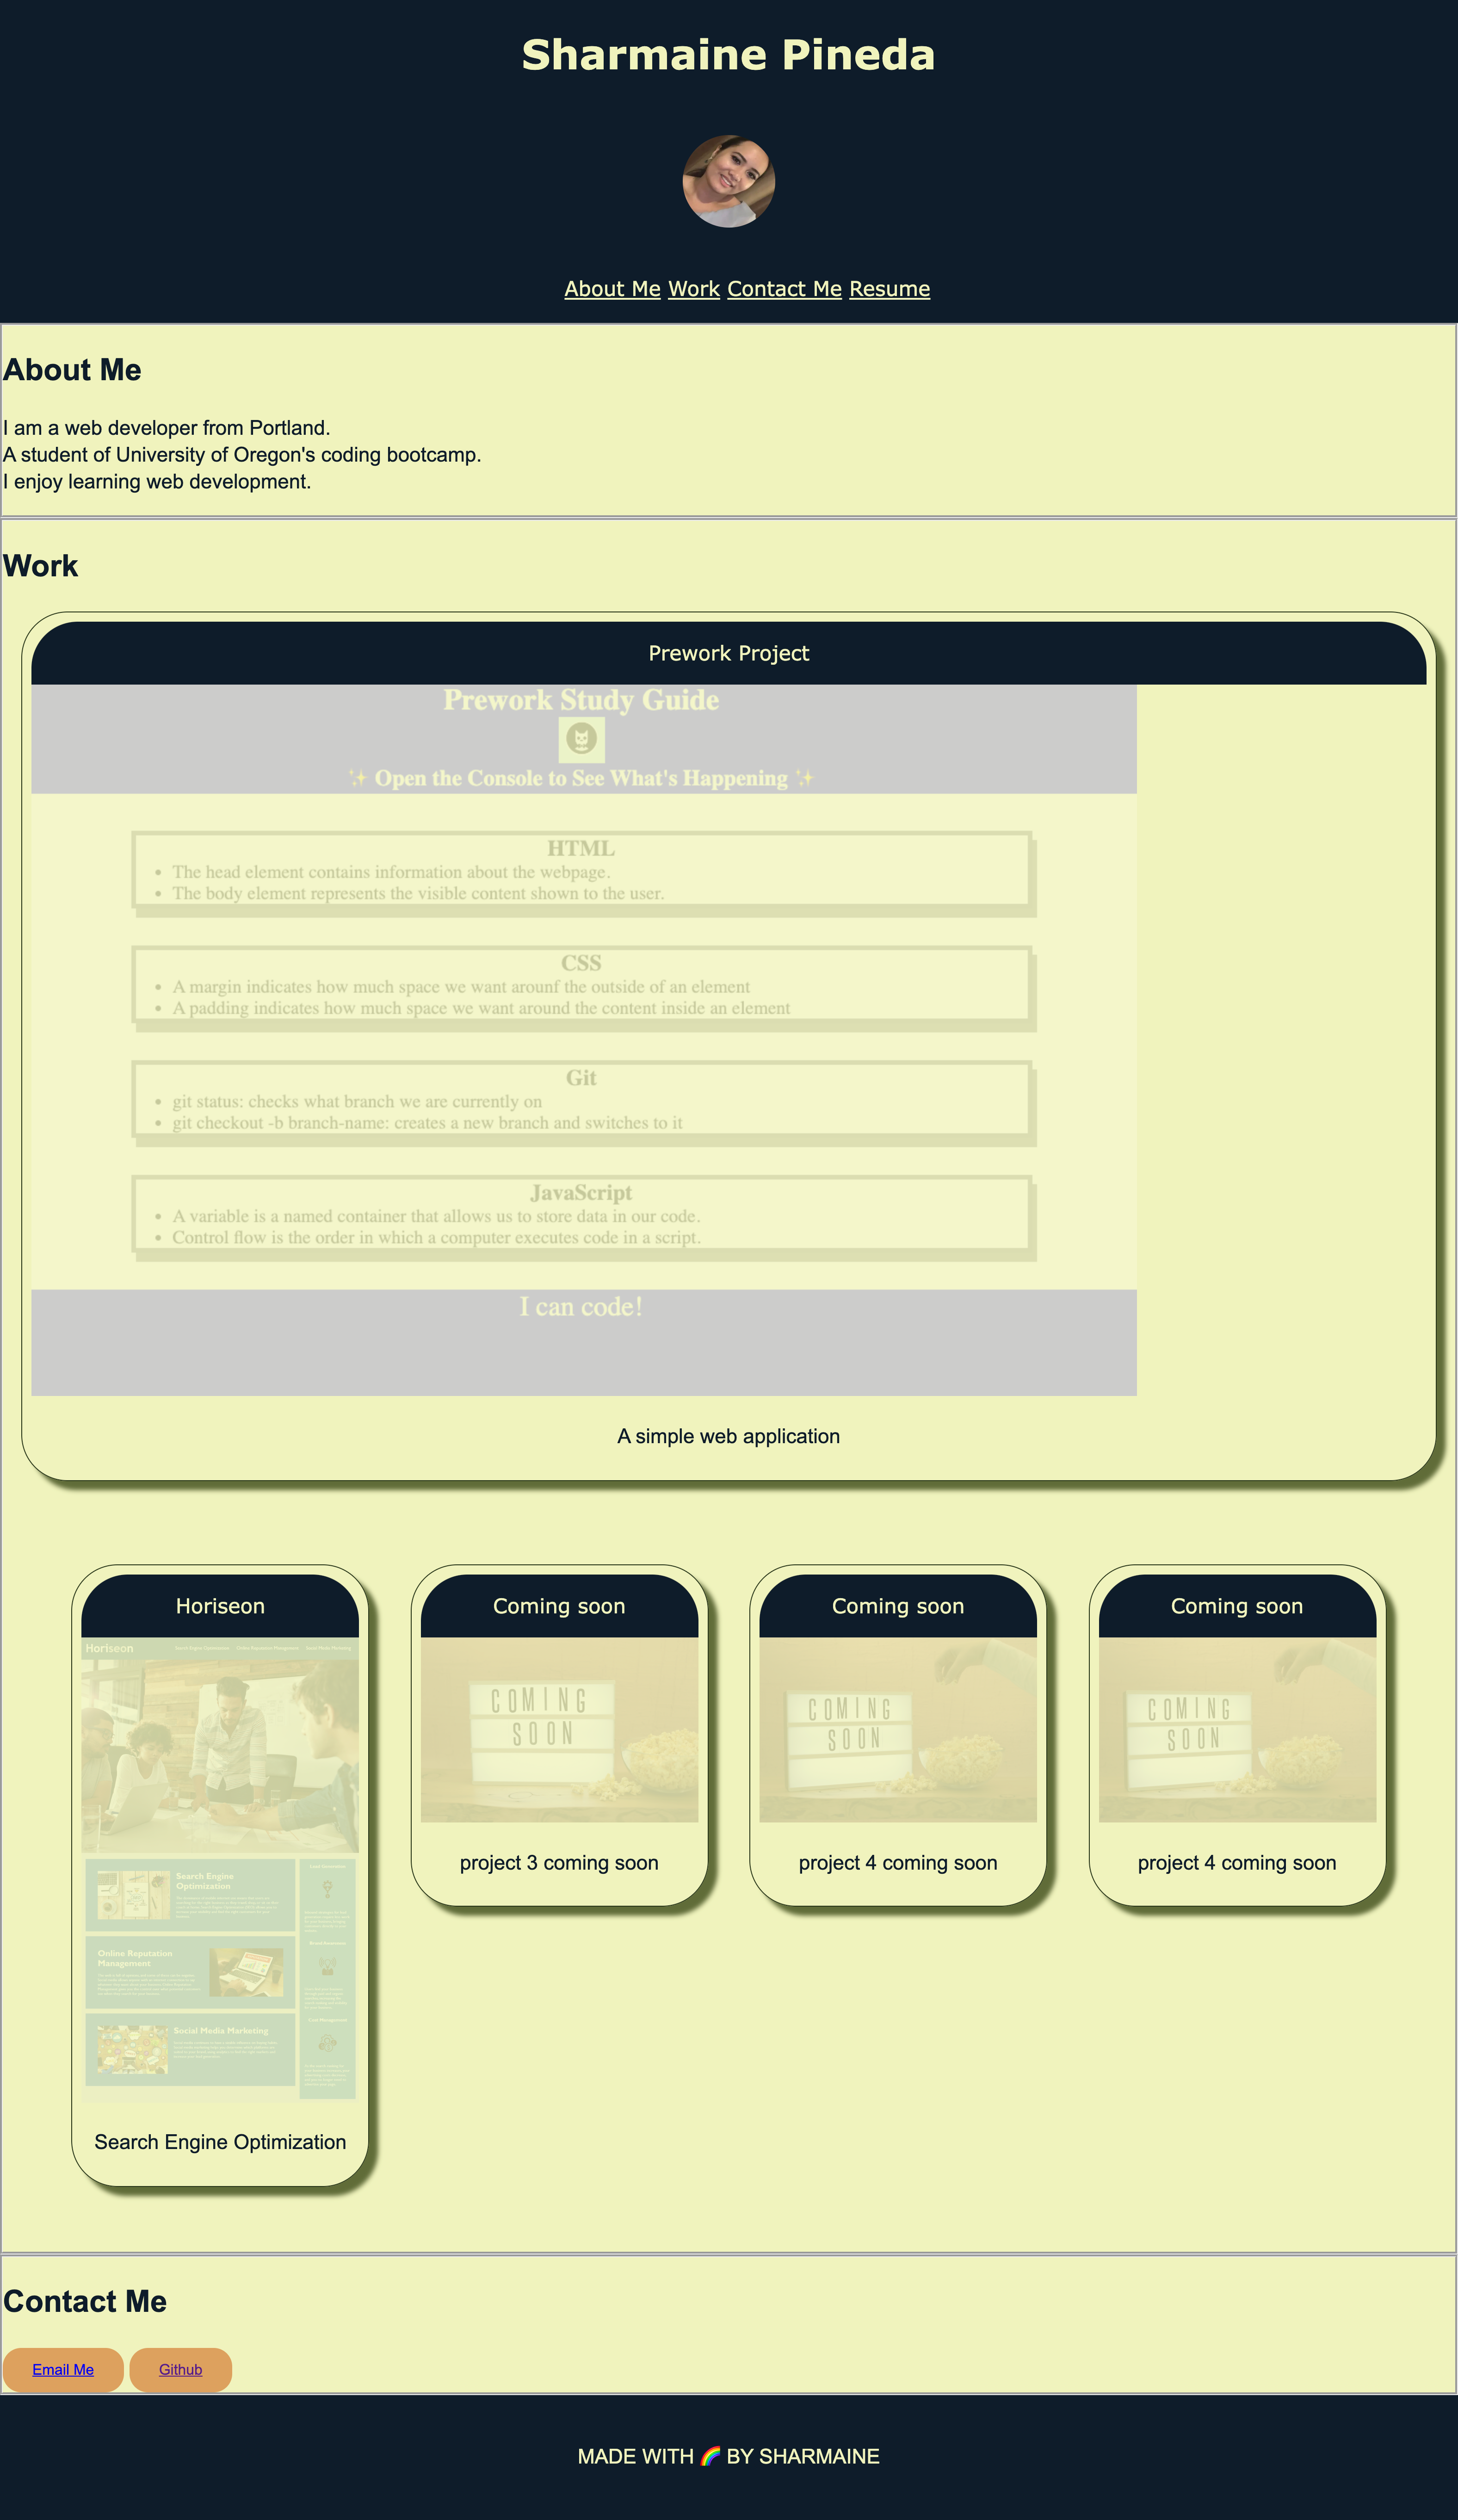 Sharmaine Pineda
About Me Work Contact Me Resume
About Me
I am a web developer from Portland.
A student of University of Oregon's coding bootcamp.
I enjoy learning web development.
Work
Prework Project
Prework Study Guide
✨ Open the Console to See What's Happening ✨
HTML
• The head element contains information about the webpage.
• The body element represents the visible content shown to the user.
CSS
• A margin indicates how much space we want arounf the outside of an element
• A padding indicates how much space we want around the content inside an element
Git
• git status: checks what branch we are currently on
• git checkout -b branch-name: creates a new branch and switches to it
JavaScript
• A variable is a named container that allows us to store data in our code.
• Control flow is the order in which a computer executes code in a script.
I can code!
A simple web application
Horiseon
Horiseon
Search Engine Optimization Online Reputation Management Social Media Marketing
Search Engine
Optimization
Online Reputation
Management
Social Media Marketing
Search Engine Optimization
Coming soon
COMING
SOON
project 3 coming soon
Coming soon
COMING
SOON
project 4 coming soon
Coming soon
COMING
SOON
project 4 coming soon
Contact Me
Email Me Github
MADE WITH 🌈 BY SHARMAINE